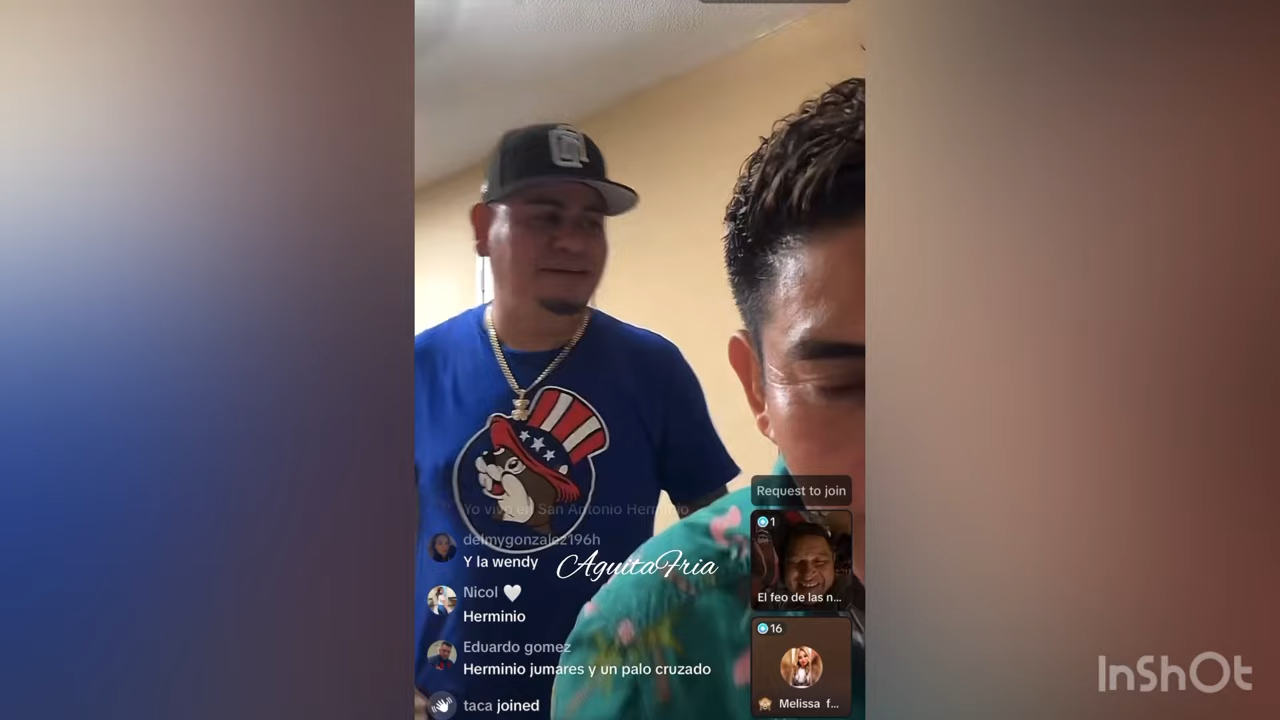 Request to join
Yo vivo en San Antonio Herminio
delmygonzalez196h
Y la wendy
AguitaFria
Nicol
Herminio
Eduardo gomez
Herminio jumares y un palo cruzado
taca joined
1
El feo de las n...
16
Melissa f...
InShOt